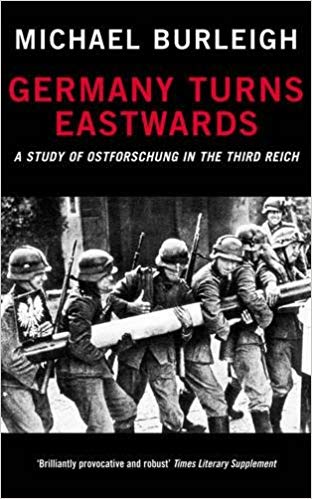 MICHAEL BURLEIGH
GERMANY TURNS
EASTWARDS
A STUDY OF OSTFORSCHUNG IN THE THIRD REICH
‘Brilliantly provocative and robust’ Times Literary Supplement